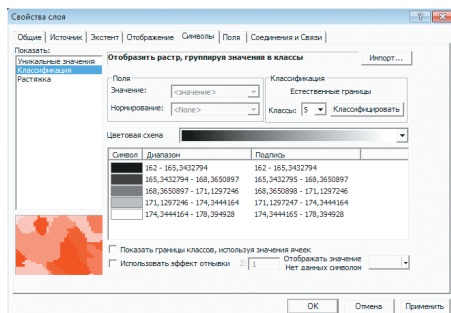 Свойства слоя
Общие Источник Экстент Отображение Символы Поля Соединения и Связи
Показать:
Уникальные значения
Классификация
Растяжка
Отобразить растр, группируя значения в классы
Импорт...
Поля
Значение: <значение>
Нормирование: <None>
Классификация
Естественные границы
Классы: 5 Классифицировать
Цветовая схема
Символ Диапазон Подпись
162 - 165,3432794 162 - 165,3432794
165,3432794 - 168,3650897 165,3432795 - 168,3650897
168,3650897 - 171,1297246 168,3650898 - 171,1297246
171,1297246 - 174,3444164 171,1297247 - 174,3444164
174,3444164 - 178,394928 174,3444165 - 178,394928
Показать границы классов, используя значения ячеек
Использовать эффект отмывки Z: 1 Отображать значение
Нет данных символом
OK Отмена Применить